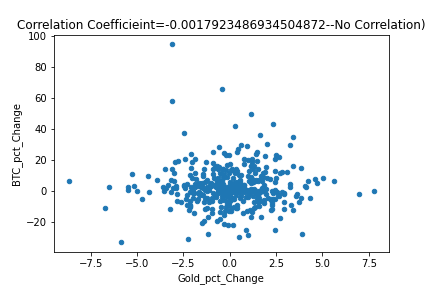 Correlation Coefficieint=-0.0017923486934504872--No Correlation)
100
80
60
40
20
0
−20
BTC_pct_Change
−7.5 −5.0 −2.5 0.0 2.5 5.0 7.5
Gold_pct_Change